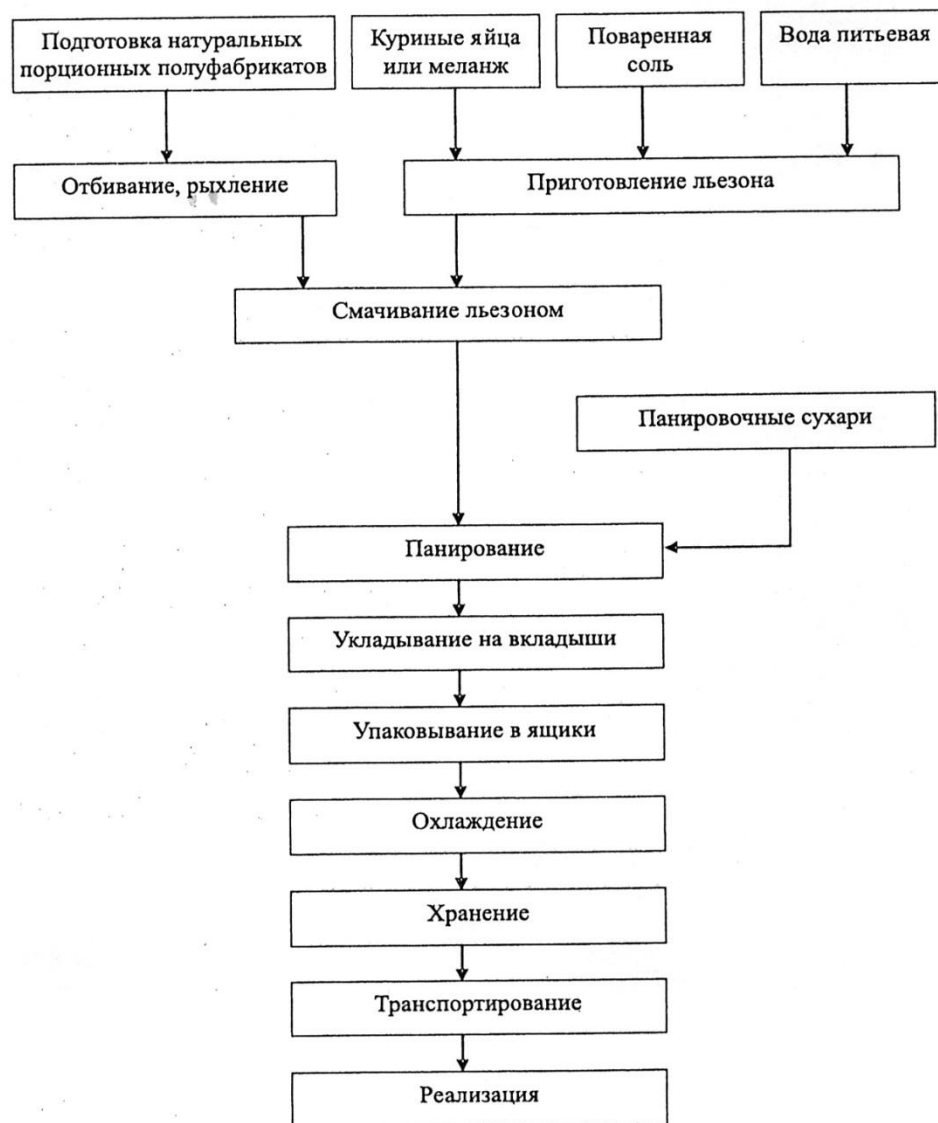 Подготовка натуральных
порционных полуфабрикатов
Куриные яйца
или меланж
Поваренная
соль
Вода питьевая
Отбивание, рыхление
Приготовление льезона
Смачивание льезоном
Панировочные сухари
Панирование
Укладывание на вкладыши
Упаковывание в ящики
Охлаждение
Хранение
Транспортирование
Реализация